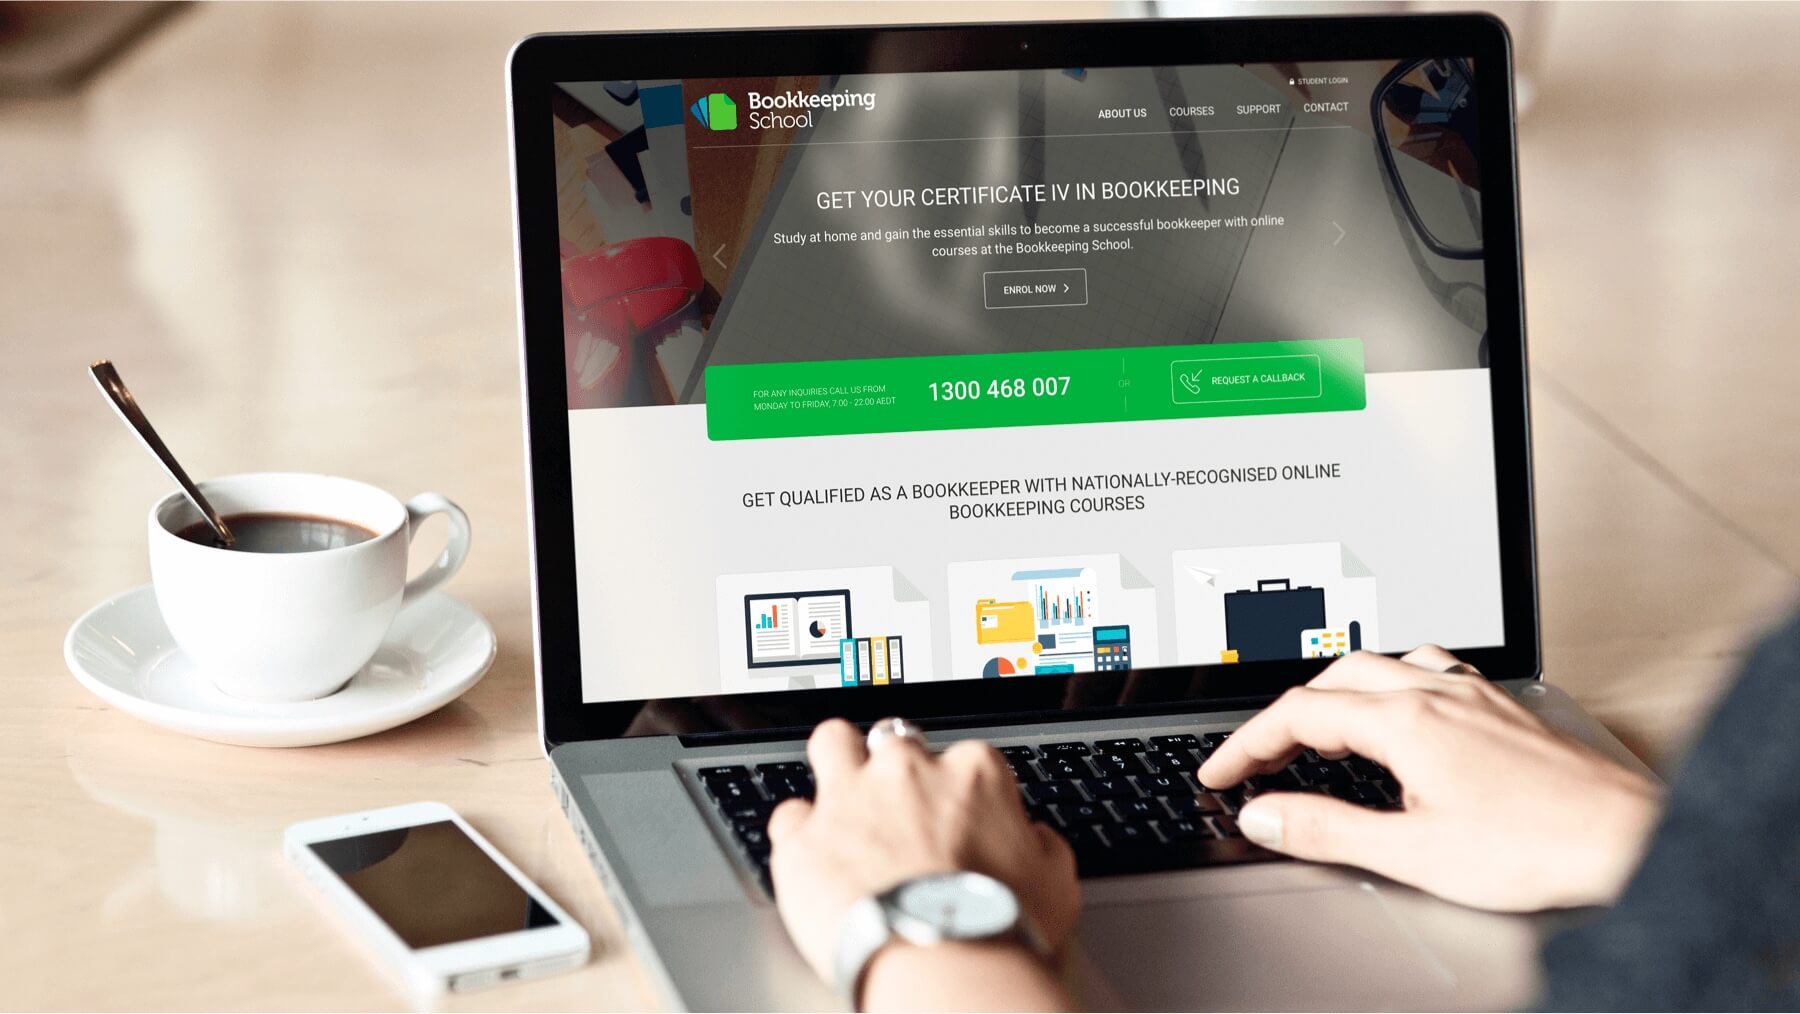 STUDENT LOGIN
Bookkeeping
School
ABOUT US COURSES SUPPORT CONTACT
GET YOUR CERTIFICATE IV IN BOOKKEEPING
Study at home and gain the essential skills to become a successful bookkeeper with online
courses at the Bookkeeping School.
ENROL NOW
FOR ANY INQUIRIES CALL US FROM
MONDAY TO FRIDAY, 7:00 - 22:00 AEDT
1300 468 007
OR
REQUEST A CALLBACK
GET QUALIFIED AS A BOOKKEEPER WITH NATIONALLY-RECOGNISED ONLINE
BOOKKEEPING COURSES